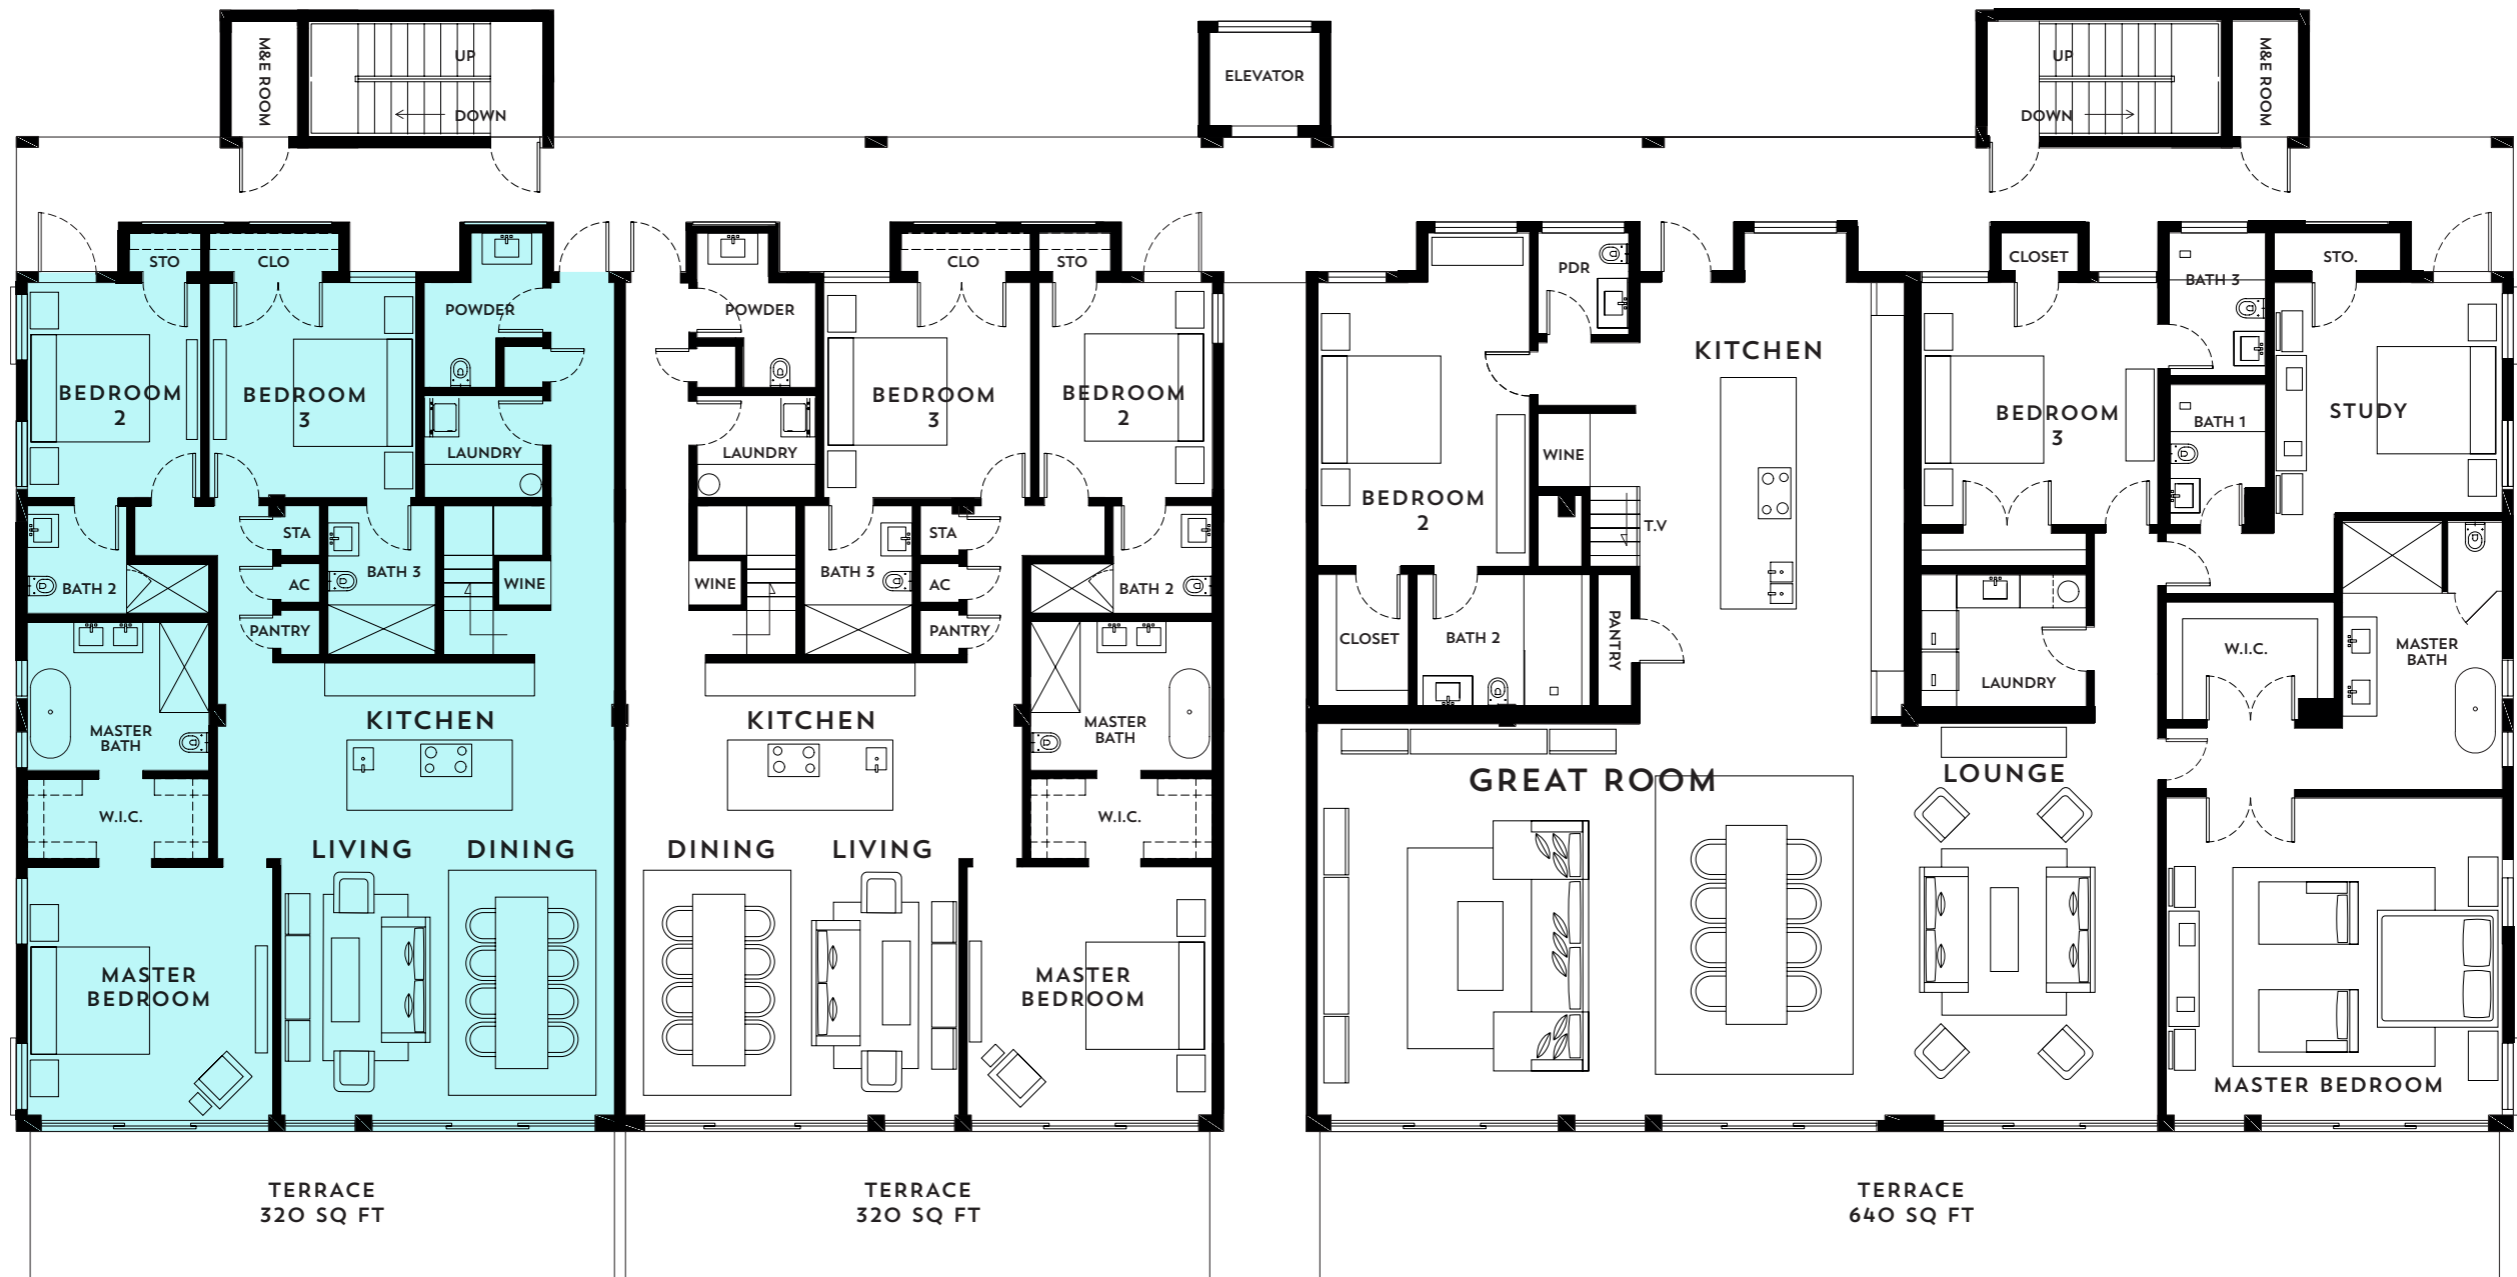 M&E ROOM
UP
DOWN
ELEVATOR
UP
DOWN
M&E ROOM
STO
CLO
POWDER
BEDROOM
2
BEDROOM
3
LAUNDRY
STA
BATH 3
AC
WINE
BATH 2
PANTRY
KITCHEN
MASTER
BATH
W.I.C.
LIVING
DINING
MASTER
BEDROOM
TERRACE
320 SQ FT
POWDER
CLO
STO
BEDROOM
3
BEDROOM
2
LAUNDRY
STA
WINE
BATH 3
AC
BATH 2
PANTRY
KITCHEN
MASTER
BATH
W.I.C.
DINING
LIVING
MASTER
BEDROOM
TERRACE
320 SQ FT
PDR
KITCHEN
WINE
BEDROOM
2
T.V
CLOSET
BATH 2
PANTRY
GREAT ROOM
LOUNGE
CLOSET
BATH 3
STO.
BEDROOM
3
BATH 1
STUDY
LAUNDRY
W.I.C.
MASTER
BATH
MASTER BEDROOM
TERRACE
640 SQ FT